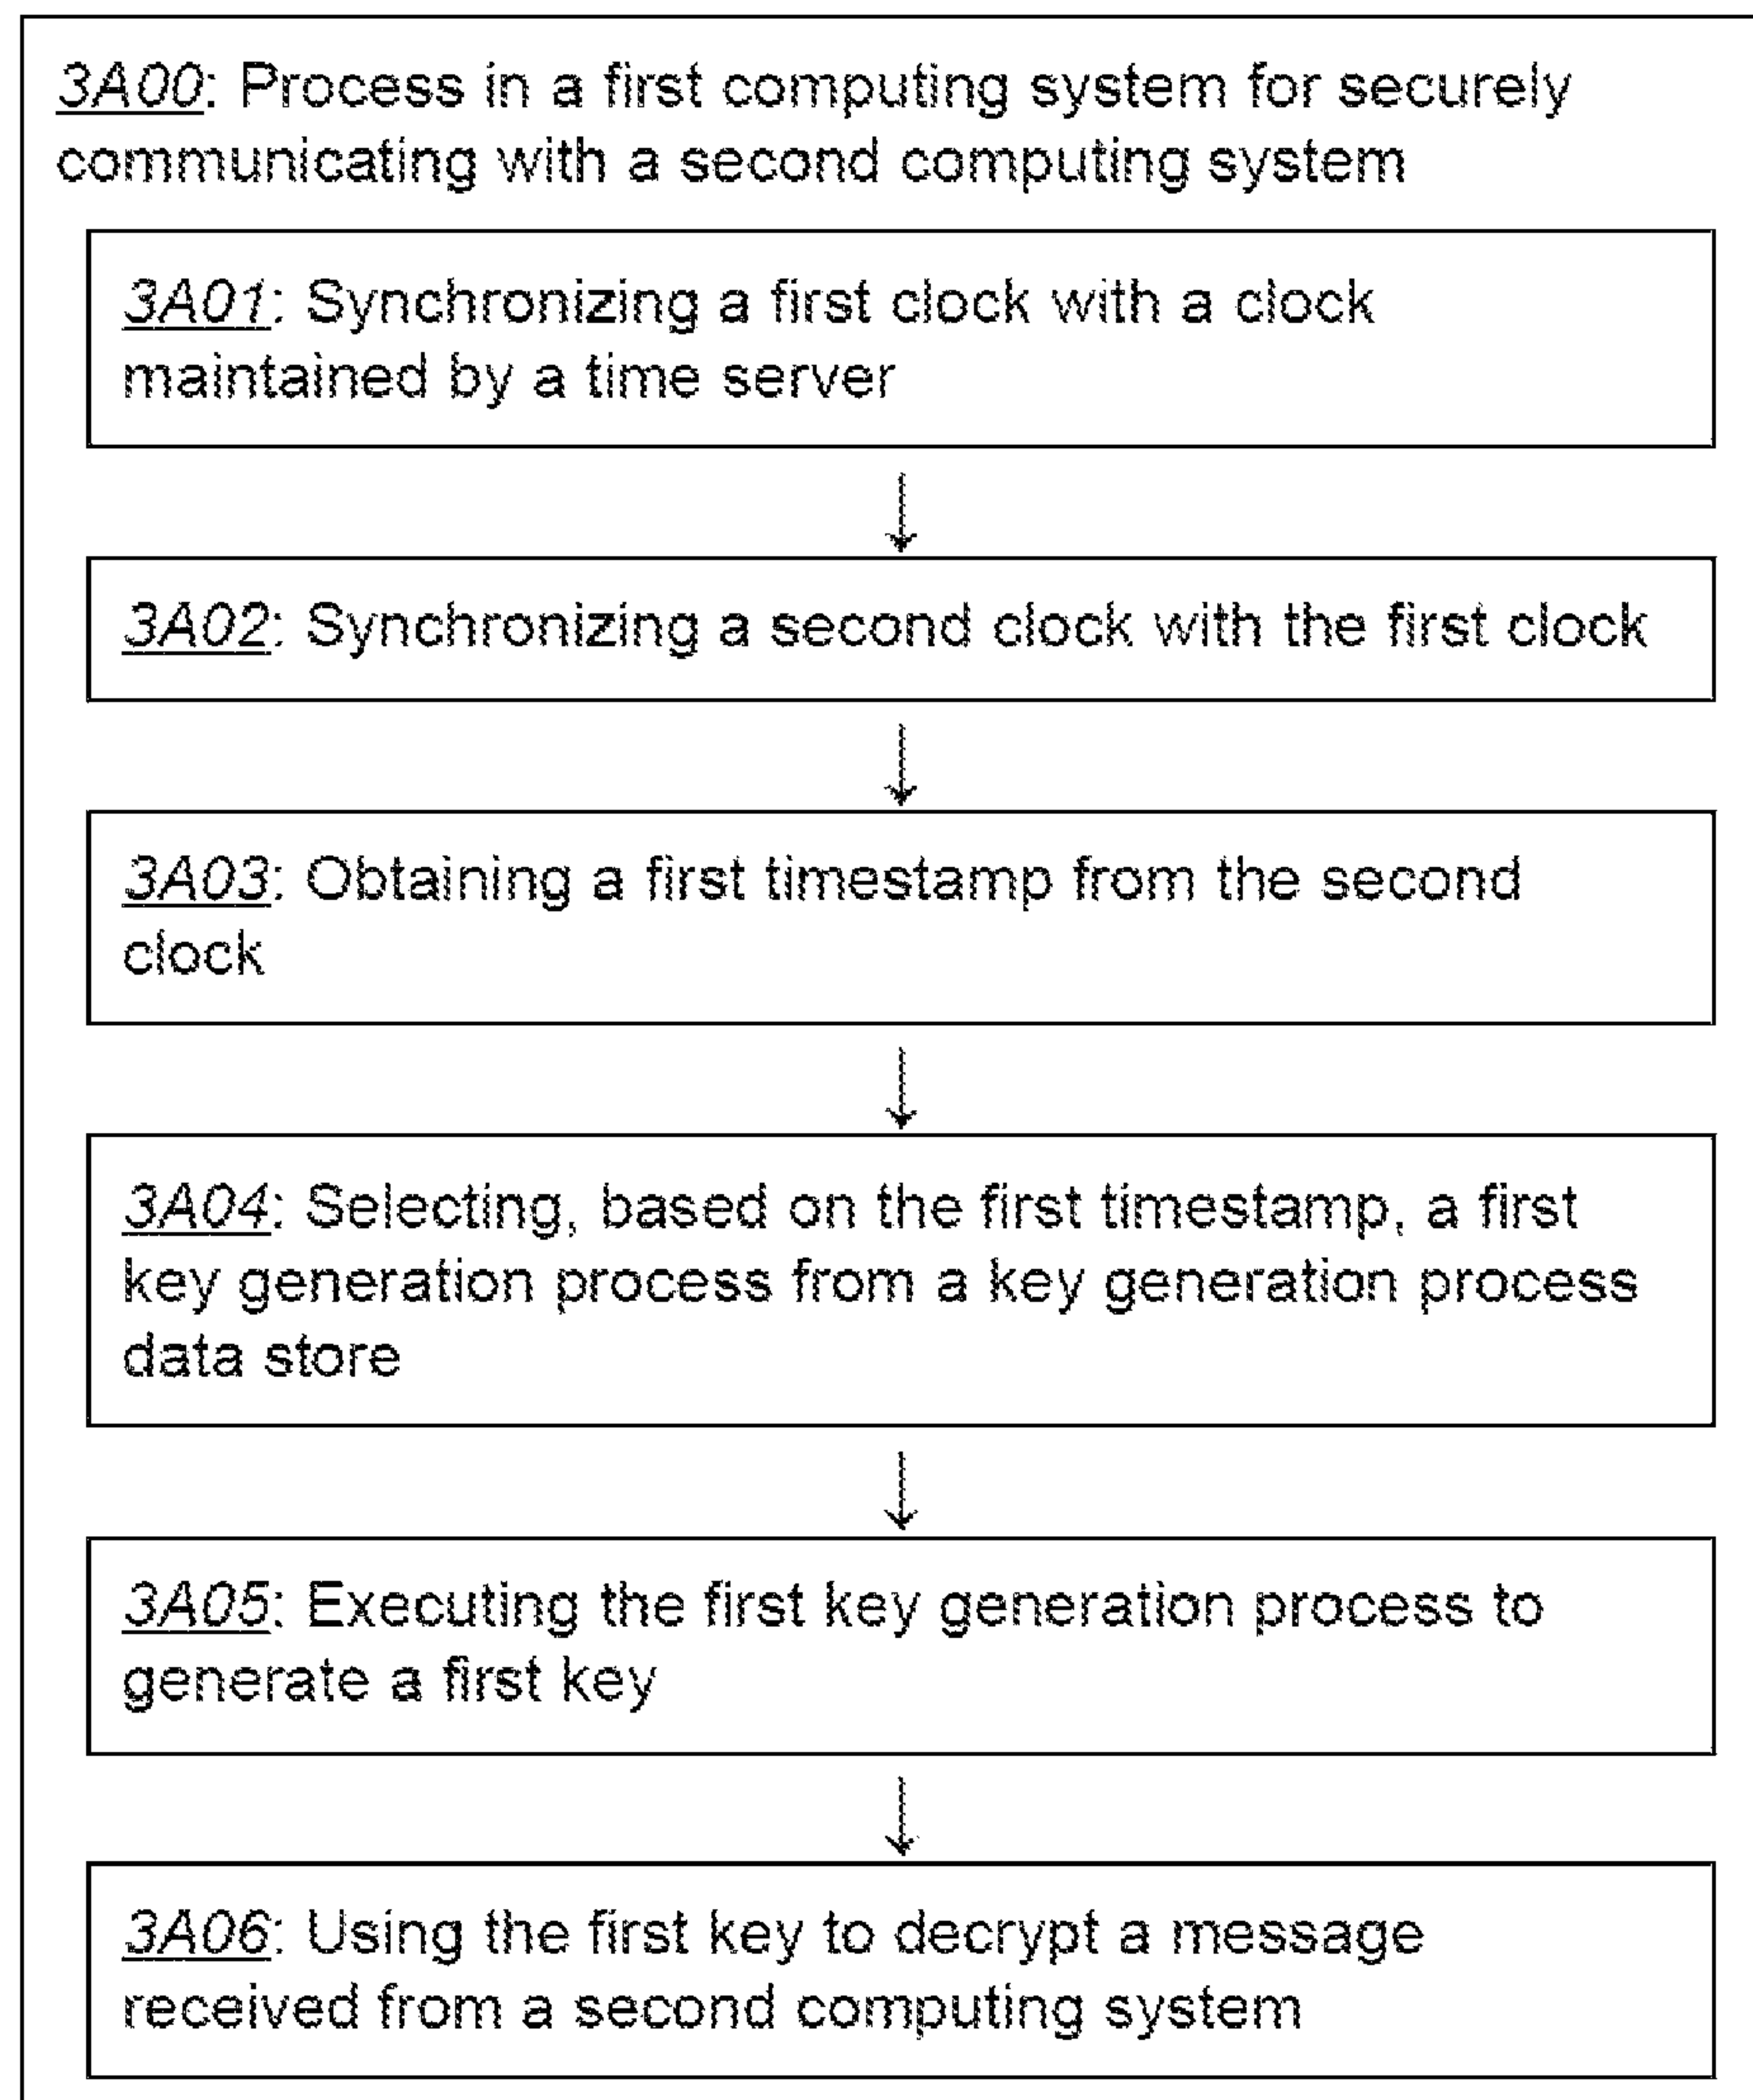 3A00: Process in a first computing system for securely
communicating with a second computing system
3A01: Synchronizing a first clock with a clock
maintained by a time server
3A02: Synchronizing a second clock with the first clock
3A03: Obtaining a first timestamp from the second
clock
3A04: Selecting, based on the first timestamp, a first
key generation process from a key generation process
data store
3A05: Executing the first key generation process to
generate a first key
3A06: Using the first key to decrypt a message
received from a second computing system